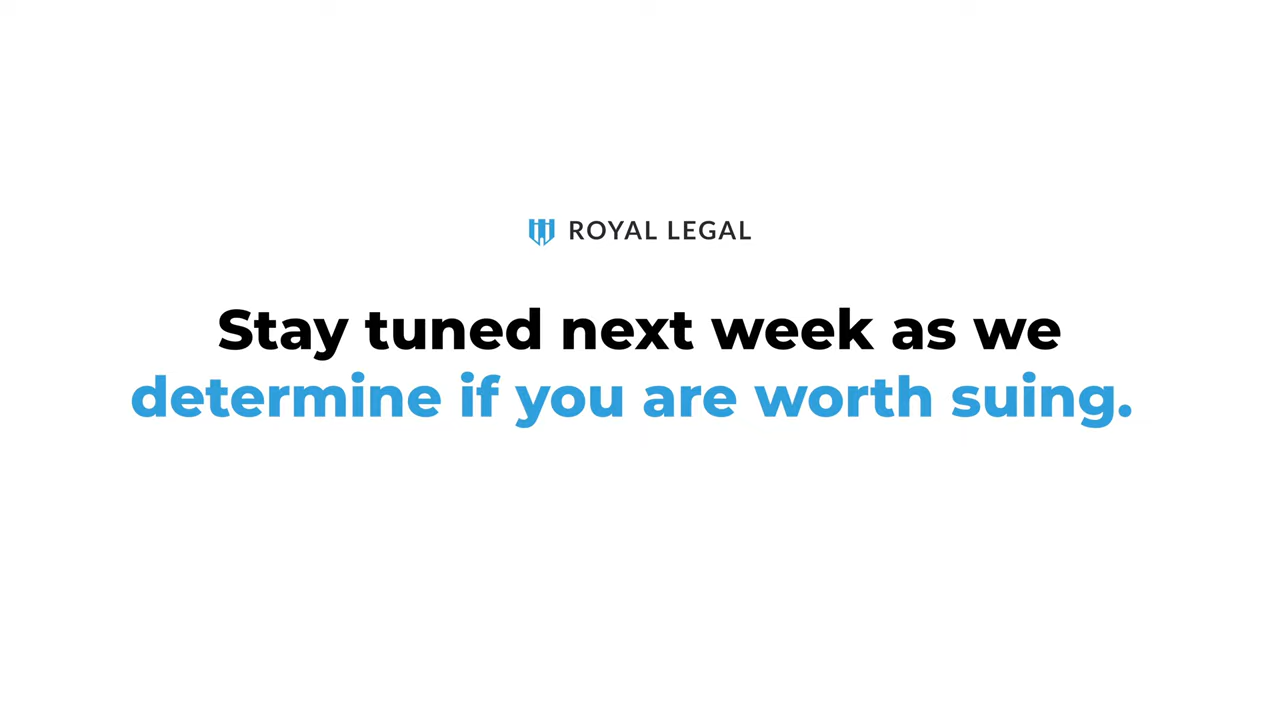 ROYAL LEGAL
Stay tuned next week as we
determine if you are worth suing.